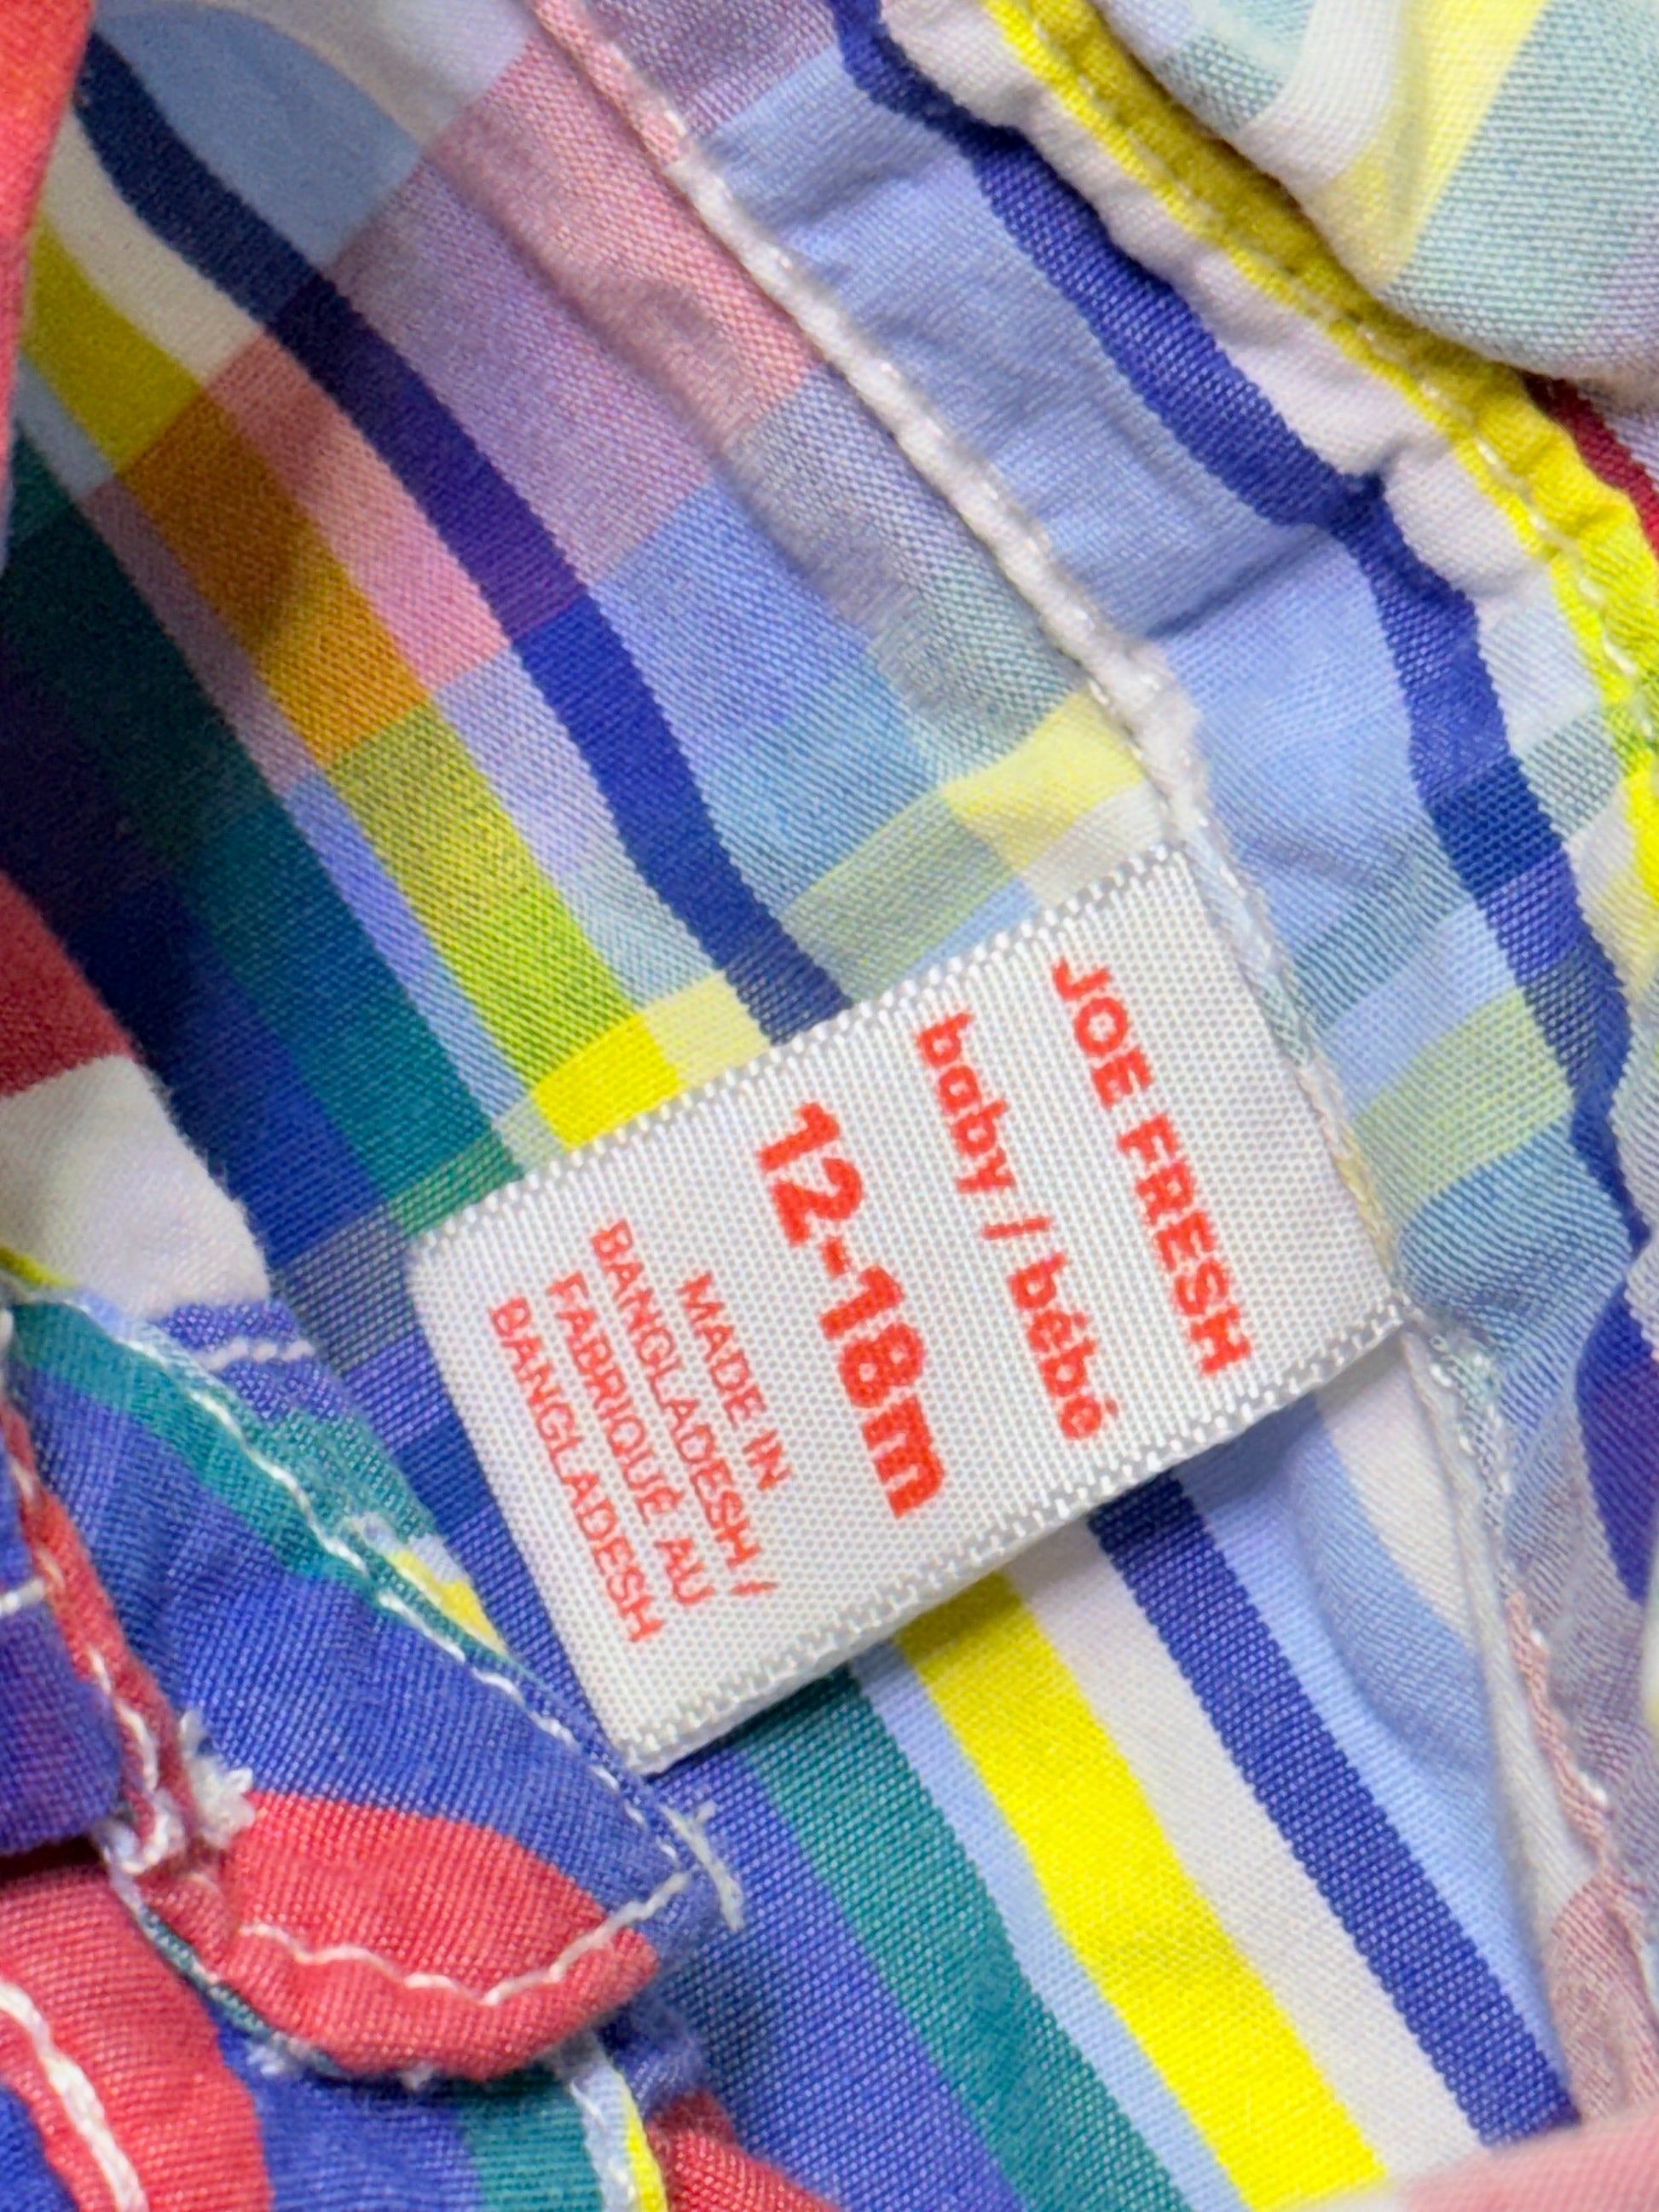 JOE FRESH
baby / bébé
12-18m
MADE IN
BANGLADESH /
FABRIQUÉ AU
BANGLADESH